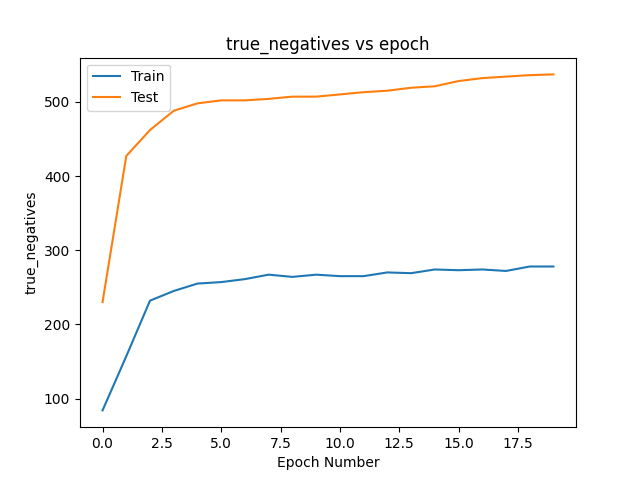 true_negatives vs epoch
Train
Test
true_negatives
500
400
300
200
100
0.0 2.5 5.0 7.5 10.0 12.5 15.0 17.5
Epoch Number